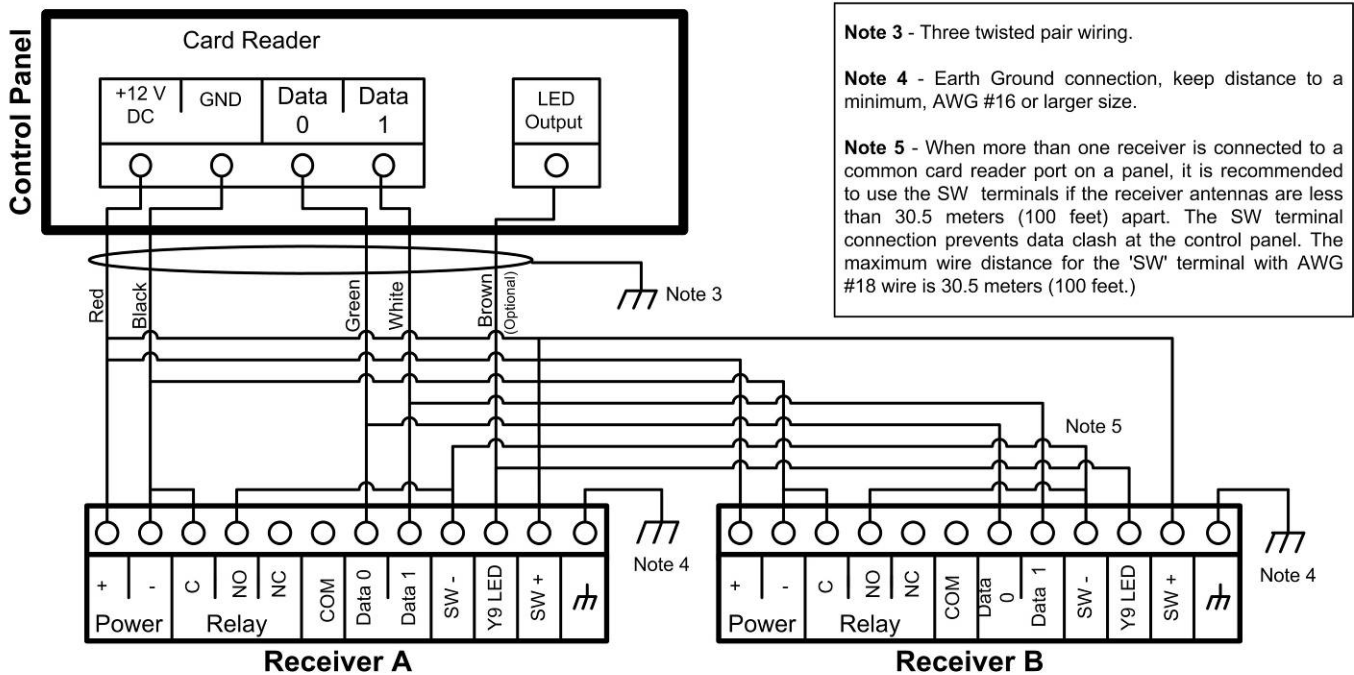 Control Panel
Card Reader
+12 V
DC
GND
Data
0
Data
1
LED
Output
Note 3 - Three twisted pair wiring.
Note 4 - Earth Ground connection, keep distance to a
minimum, AWG #16 or larger size.
Note 5 - When more than one receiver is connected to a
common card reader port on a panel, it is recommended
to use the SW terminals if the receiver antennas are less
than 30.5 meters (100 feet) apart. The SW terminal
connection prevents data clash at the control panel. The
maximum wire distance for the 'SW' terminal with AWG
#18 wire is 30.5 meters (100 feet.)
Red
Black
Green
White
Brown
(Optional)
Note 3
Note 5
Note 4
Note 4
+
-
Power
C
NO
NC
Relay
COM
Data 0
Data 1
SW -
Y9 LED
SW +
Receiver A
+
-
Power
C
NO
NC
Relay
COM
Data
0
Data 1
SW -
Y9 LED
SW +
Receiver B